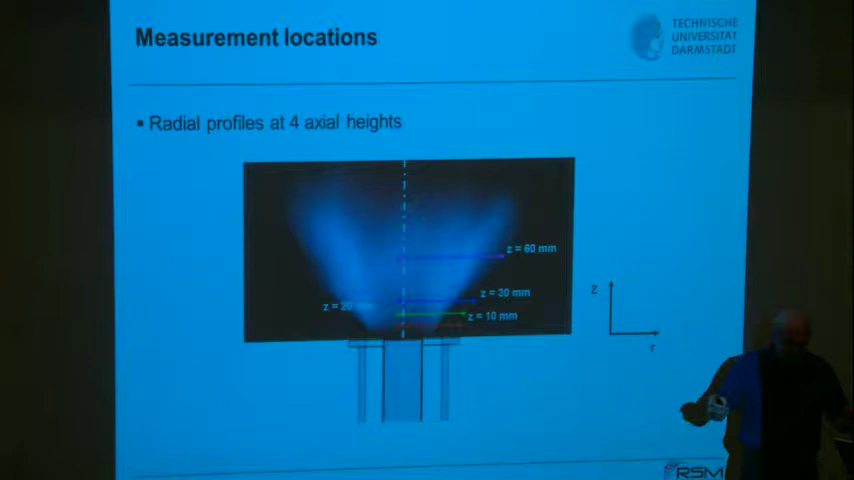 Measurement locations
TECHNISCHE
UNIVERSITÄT
DARMSTADT
▪ Radial profiles at 4 axial heights
z = 60 mm
z = 30 mm
z = 20 mm
z = 10 mm
z
r
RSM